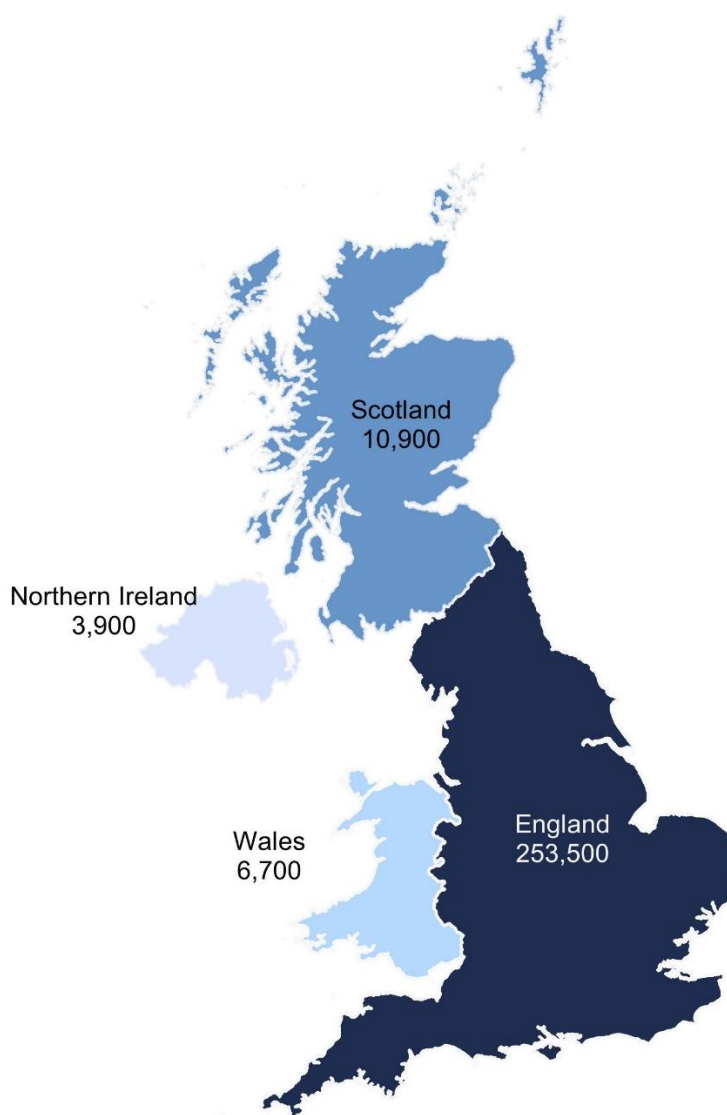 Scotland
10,900
Northern Ireland
3,900
Wales
6,700
England
253,500